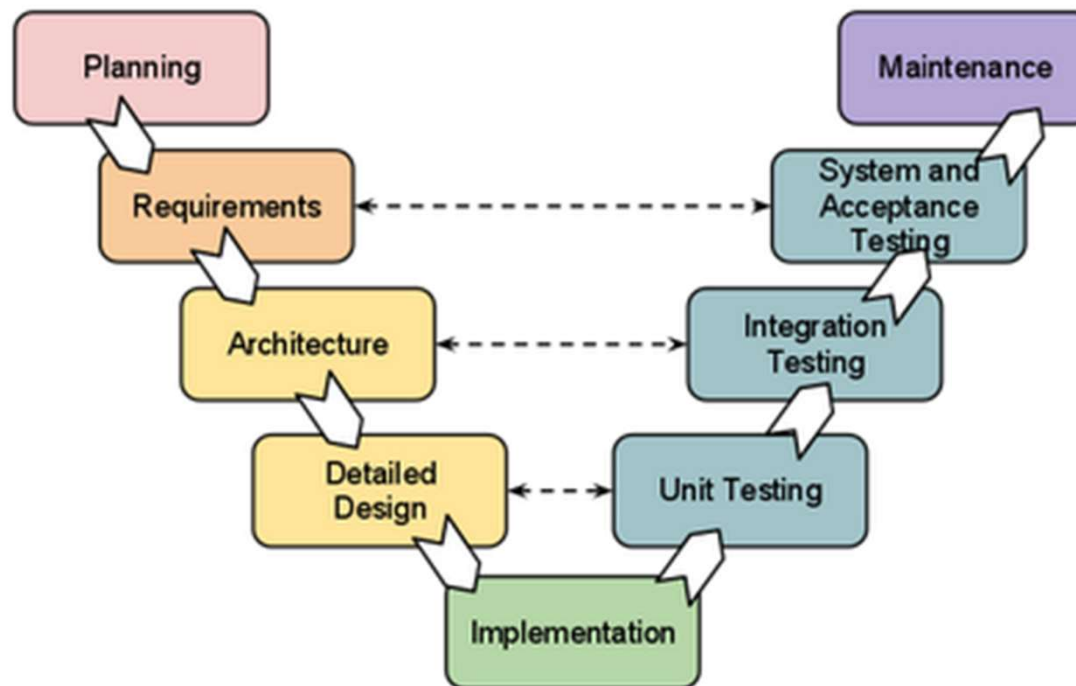 Planning
Maintenance
Requirements
System and
Acceptance
Testing
Architecture
Integration
Testing
Detailed
Design
Unit Testing
Implementation